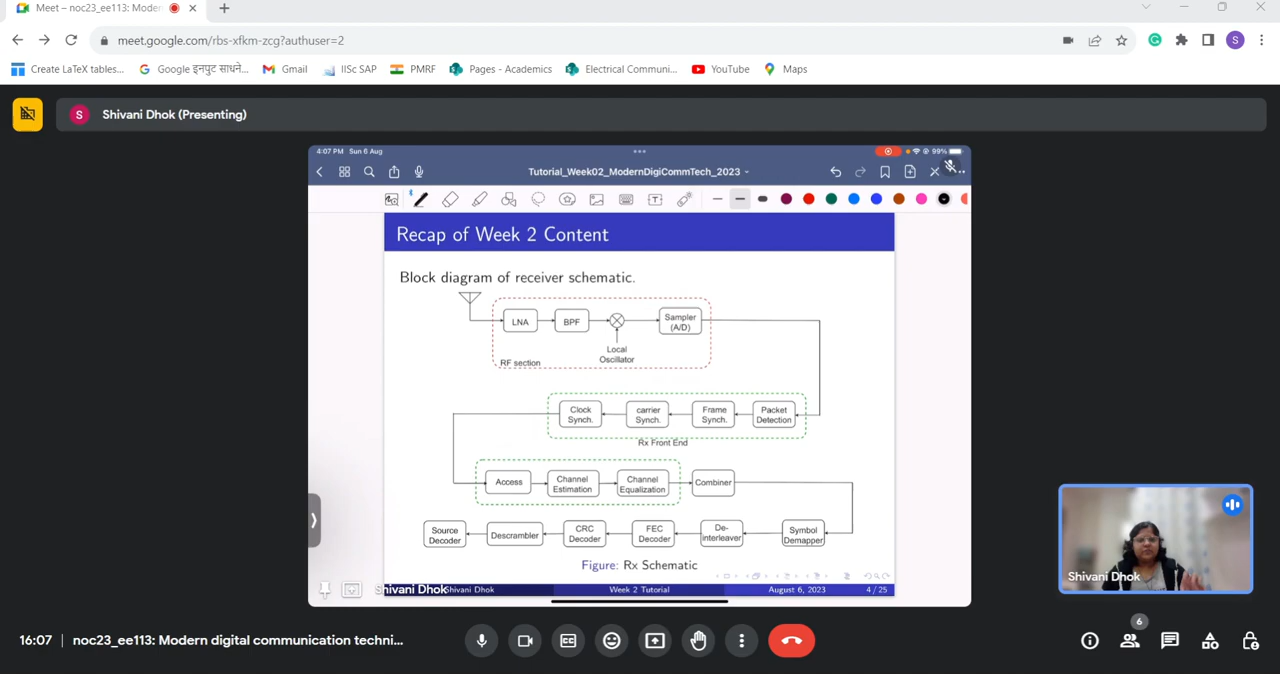 Meet – noc23_ee113: Moder
meet.google.com/rbs-xfkm-zcg?authuser=2
S
Create LaTeX tables...
Google इनपुट साधने...
Gmail
IISc SAP
PMRF
Pages - Academics
Electrical Communi...
YouTube
Maps
S
Shivani Dhok (Presenting)
4:07 PM Sun 6 Aug
99%
Tutorial_Week02_ModernDigiCommTech_2023
Recap of Week 2 Content
Block diagram of receiver schematic.
LNA
BPF
Sampler
(A/D)
Local
Oscillator
RF section
Clock
Synch.
carrier
Synch.
Frame
Synch.
Packet
Detection
Rx Front End
Access
Channel
Estimation
Channel
Equalization
Combiner
Source
Decoder
Descrambler
CRC
Decoder
FEC
Decoder
De-
interleaver
Symbol
Demapper
Figure: Rx Schematic
Shivani Dhok
Shivani Dhok
Week 2 Tutorial
August 6, 2023
4 / 25
Shivani Dhok
16:07
noc23_ee113: Modern digital communication techni...
6